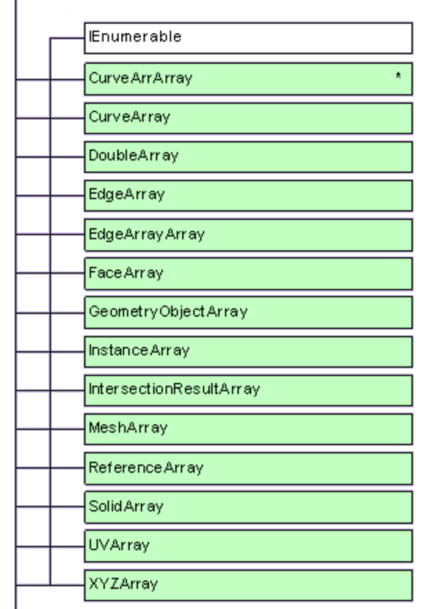 IEnumerable
CurveArrArray *
CurveArray
DoubleArray
EdgeArray
EdgeArrayArray
FaceArray
GeometryObjectArray
InstanceArray
IntersectionResultArray
MeshArray
ReferenceArray
SolidArray
UVArray
XYZArray